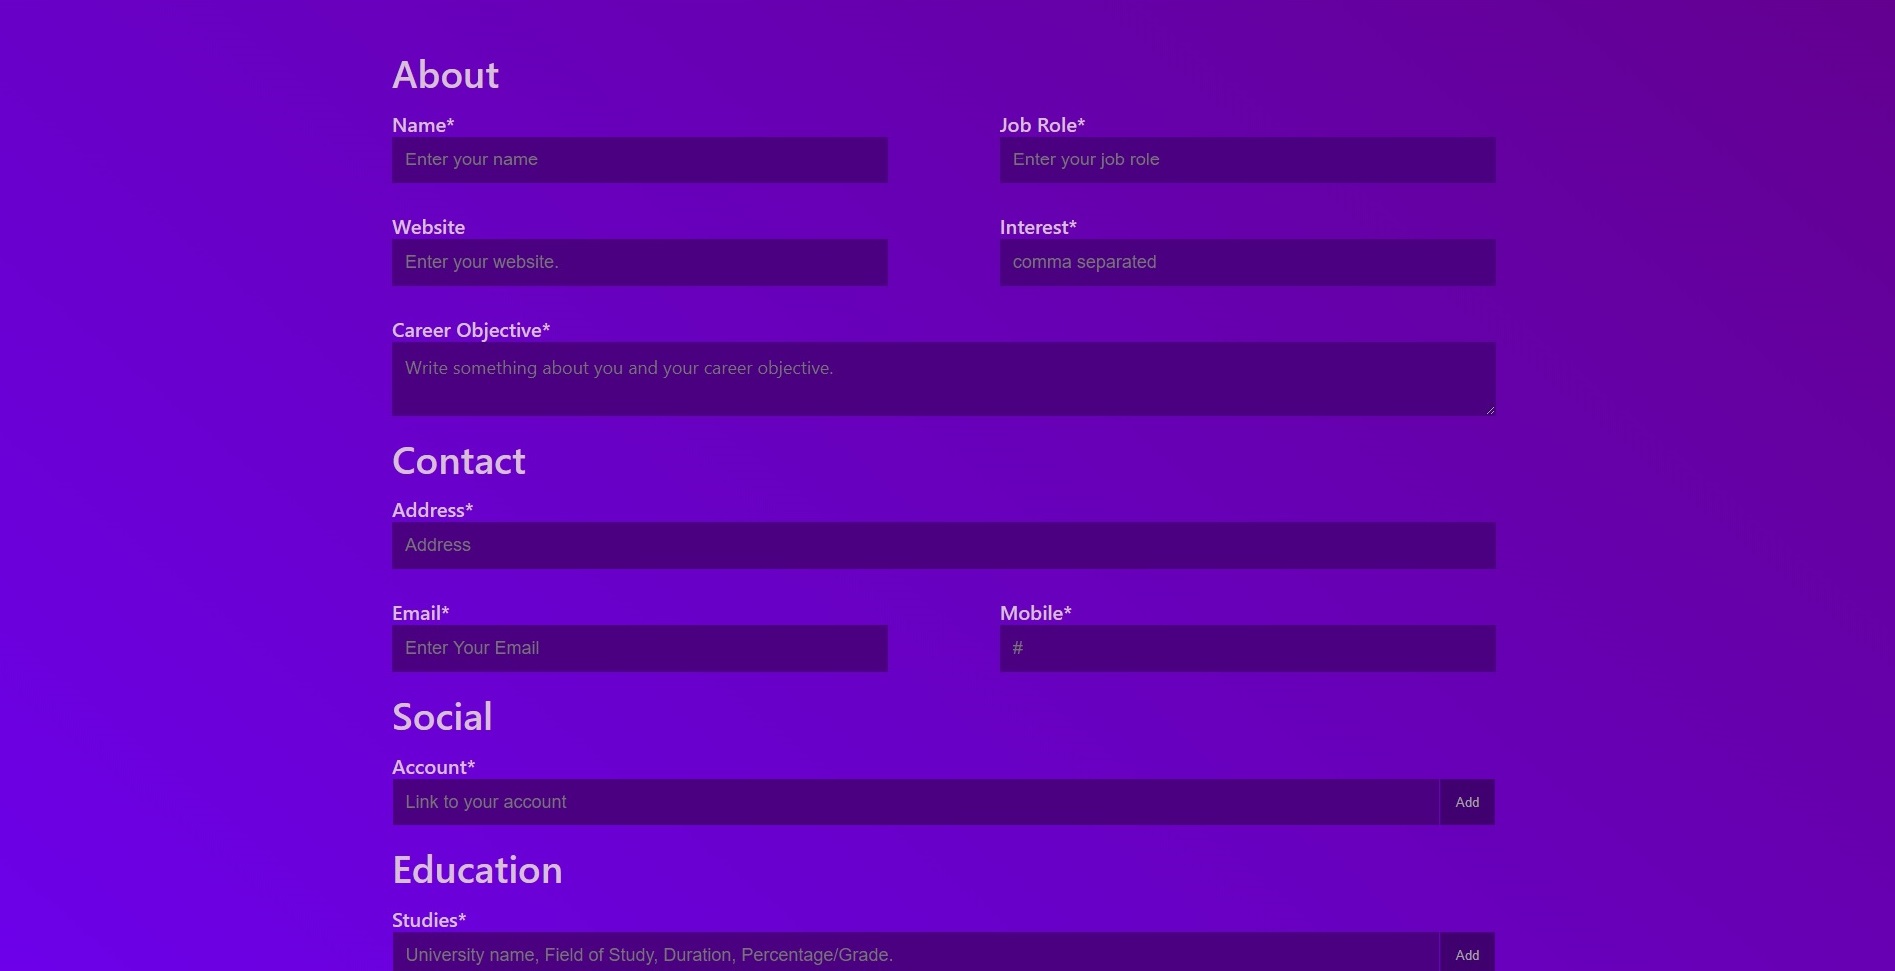 About
Name*
Job Role*
Enter your name
Enter your job role
Website
Interest*
Enter your website.
comma separated
Career Objective*
Write something about you and your career objective.
Contact
Address*
Address
Email*
Mobile*
Enter Your Email
#
Social
Account*
Link to your account
Add
Education
Studies*
University name, Field of Study, Duration, Percentage/Grade.
Add